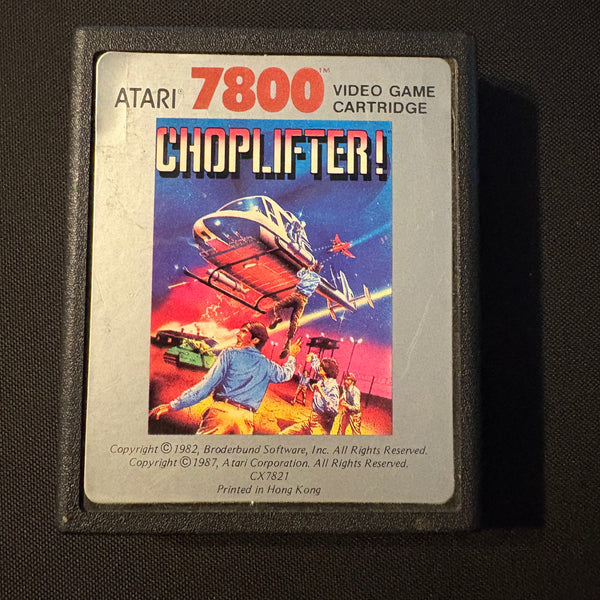 ATARI® 7800™ VIDEO GAME
CARTRIDGE
CHOPLIFTER!
Copyright ©1982, Broderbund Software, Inc. All Rights Reserved.
Copyright ©1987, Atari Corporation. All Rights Reserved.
CX7821
Printed in Hong Kong